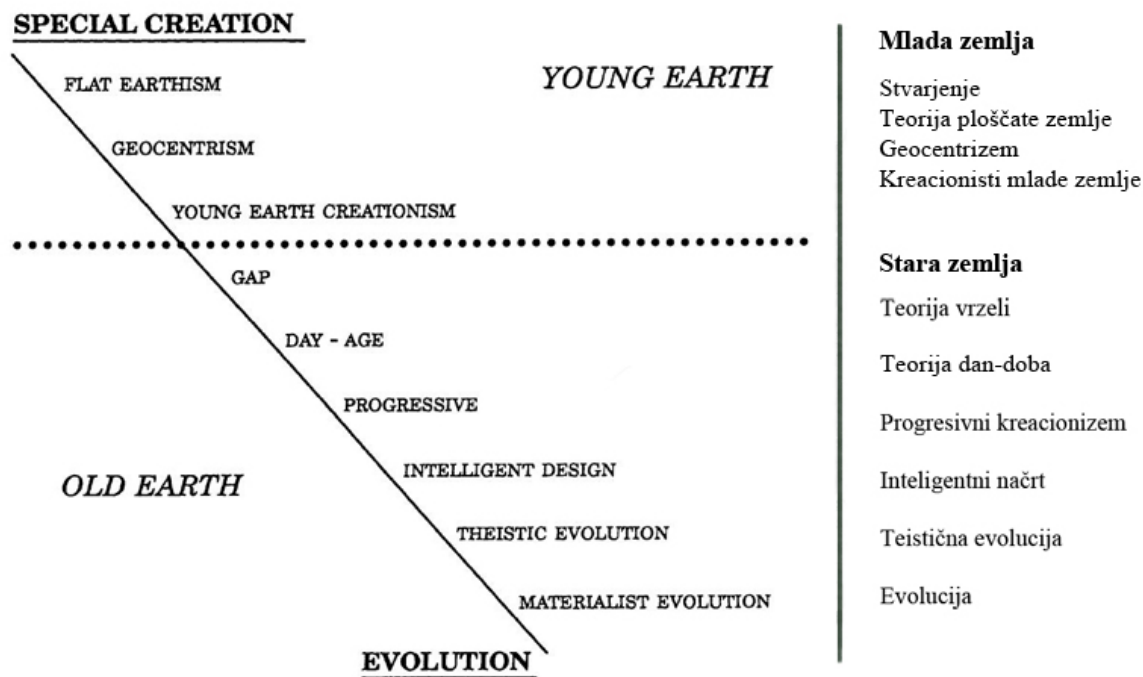 SPECIAL CREATION
FLAT EARTHISM
YOUNG EARTH
GEOCENTRISM
YOUNG EARTH CREATIONISM
GAP
DAY - AGE
PROGRESSIVE
OLD EARTH
INTELLIGENT DESIGN
THEISTIC EVOLUTION
MATERIALIST EVOLUTION
EVOLUTION
Mlada zemlja
Stvarjenje
Teorija ploščate zemlje
Geocentrizem
Kreacionisti mlade zemlje
Stara zemlja
Teorija vrzeli
Teorija dan-doba
Progresivni kreacionizem
Inteligentni načrt
Teistična evolucija
Evolucija